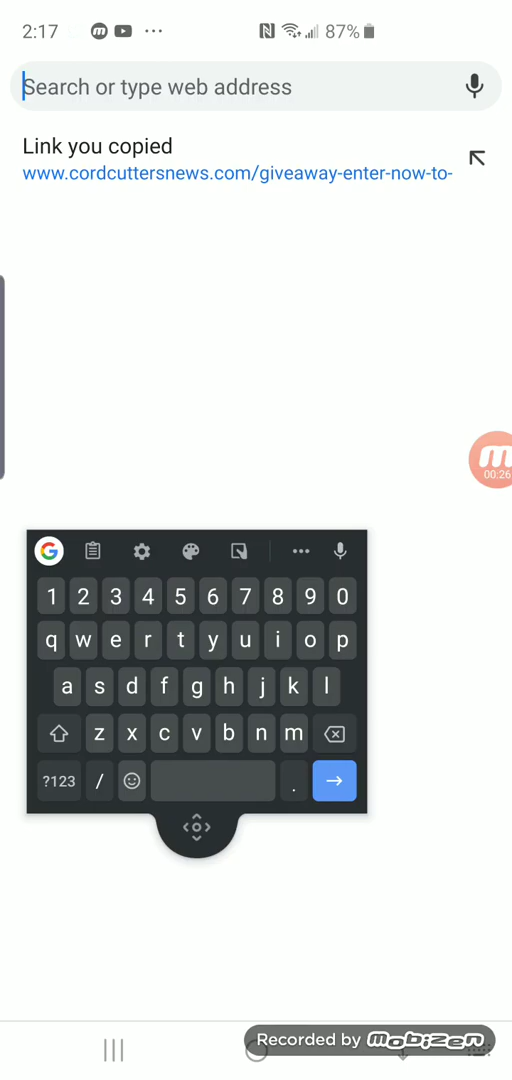 2:17 87%
Search or type web address
Link you copied
www.cordcuttersnews.com/giveaway-enter-now-to-
00:26
1 2 3 4 5 6 7 8 9 0
q w e r t y u i o p
a s d f g h j k l
z x c v b n m
?123 / .
Recorded by mobizen